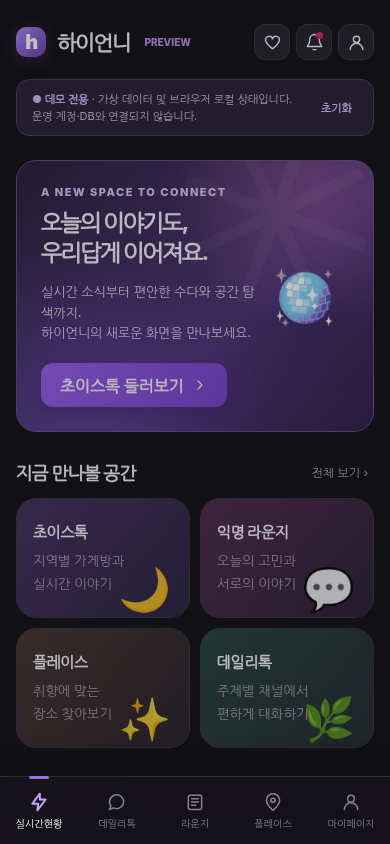 h 하이언니 PREVIEW
데모 전용 · 가상 데이터 및 브라우저 로컬 상태입니다.
운영 계정·DB와 연결되지 않습니다.
초기화
A NEW SPACE TO CONNECT
오늘의 이야기도,
우리답게 이어져요.
실시간 소식부터 편안한 수다와 공간 탐
색까지.
하이언니의 새로운 화면을 만나보세요.
초이스톡 둘러보기 ›
지금 만나볼 공간
전체 보기 ›
초이스톡
지역별 가게방과
실시간 이야기
익명 라운지
오늘의 고민과
서로의 이야기
플레이스
취향에 맞는
장소 찾아보기
데일리톡
주제별 채널에서
편하게 대화하기
실시간현황
데일리톡
라운지
플레이스
마이페이지